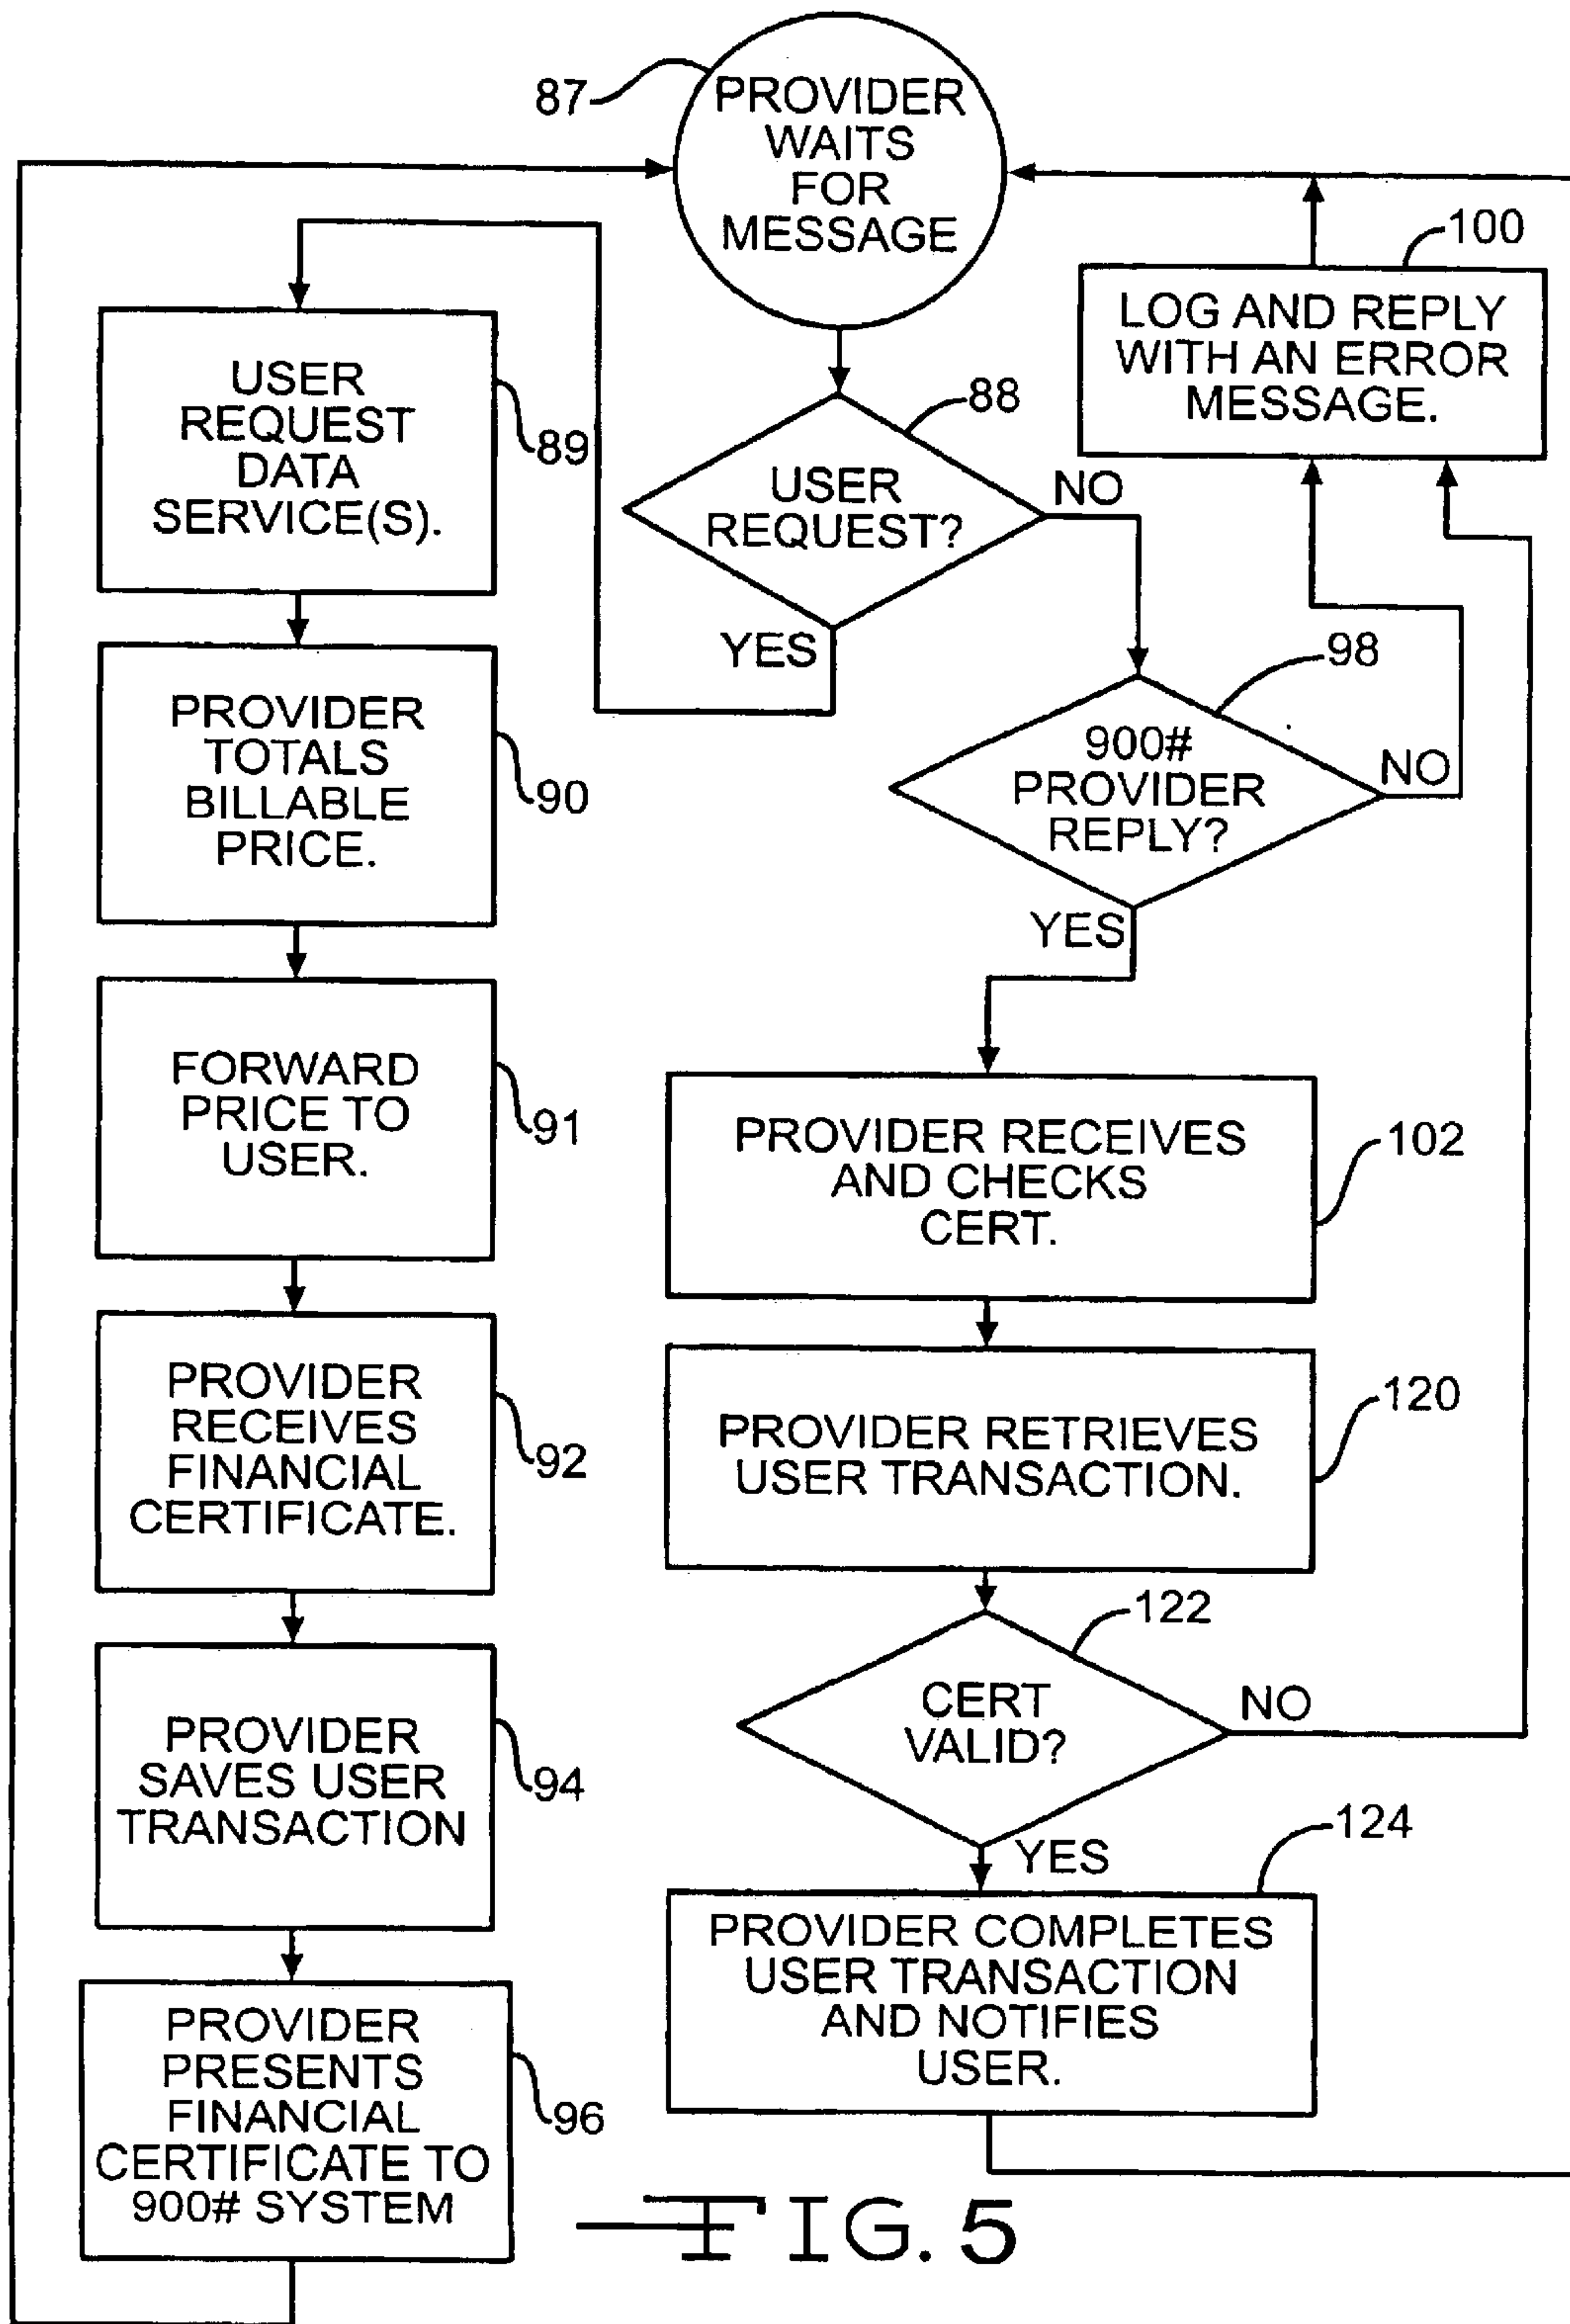 87
PROVIDER
WAITS
FOR
MESSAGE
100
LOG AND REPLY
WITH AN ERROR
MESSAGE.
88
USER
REQUEST?
NO
YES
USER
REQUEST
DATA
SERVICE(S).
89
PROVIDER
TOTALS
BILLABLE
PRICE.
90
FORWARD
PRICE TO
USER.
91
PROVIDER
RECEIVES
FINANCIAL
CERTIFICATE.
92
PROVIDER
SAVES USER
TRANSACTION
94
PROVIDER
PRESENTS
FINANCIAL
CERTIFICATE TO
900# SYSTEM
96
98
900#
PROVIDER
REPLY?
NO
YES
PROVIDER RECEIVES
AND CHECKS
CERT.
102
PROVIDER RETRIEVES
USER TRANSACTION.
120
122
CERT
VALID?
NO
YES
124
PROVIDER COMPLETES
USER TRANSACTION
AND NOTIFIES
USER.
FIG. 5